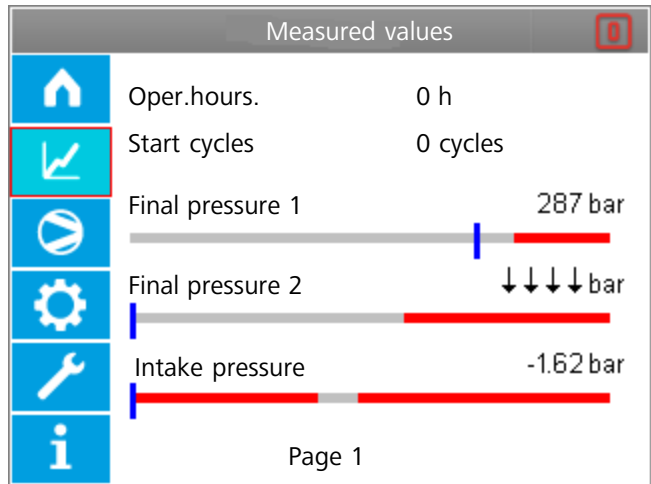 Measured values 0
Oper.hours. 0 h
Start cycles 0 cycles
Final pressure 1 287 bar
Final pressure 2 ↓↓↓↓ bar
Intake pressure -1.62 bar
i
Page 1